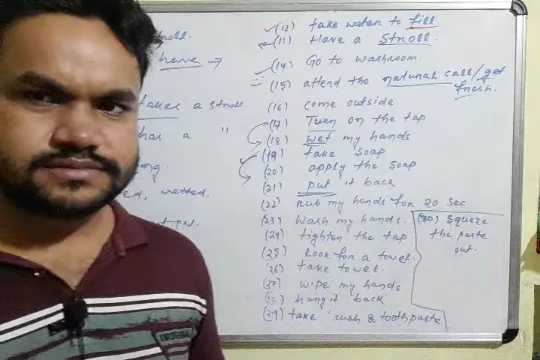 (12) take water to fill
stroll.
(13) Have a stroll.
have →
(14) Go to washroom
(15) attend the natural call/get
fresh.
takes a stroll.
(16) come outside
(17) Turn on the tap
has a "
(18) wet my hands
(19) take soap
(20) apply the soap
(21) put it back
(22) rub my hands for 20 sec
(23) wash my hands.
(30) Squeze
the paste
out.
(24) tighten the tap
(25) Look for a towel
(26) take towel.
(27) wipe my hands
(28) hang it back
(29) take rush & toothpaste